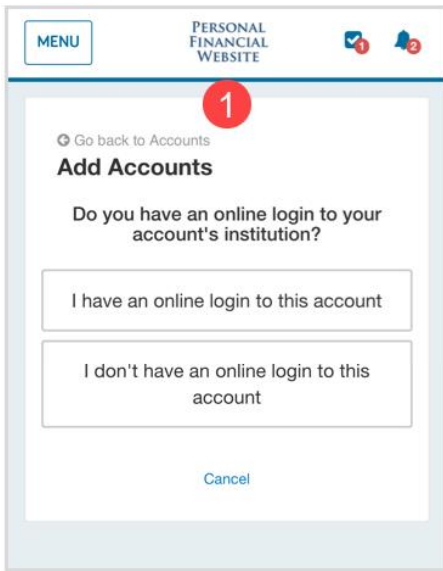 MENU
PERSONAL
FINANCIAL
WEBSITE
1
2
1
Go back to Accounts
Add Accounts
Do you have an online login to your
account's institution?
I have an online login to this account
I don't have an online login to this
account
Cancel